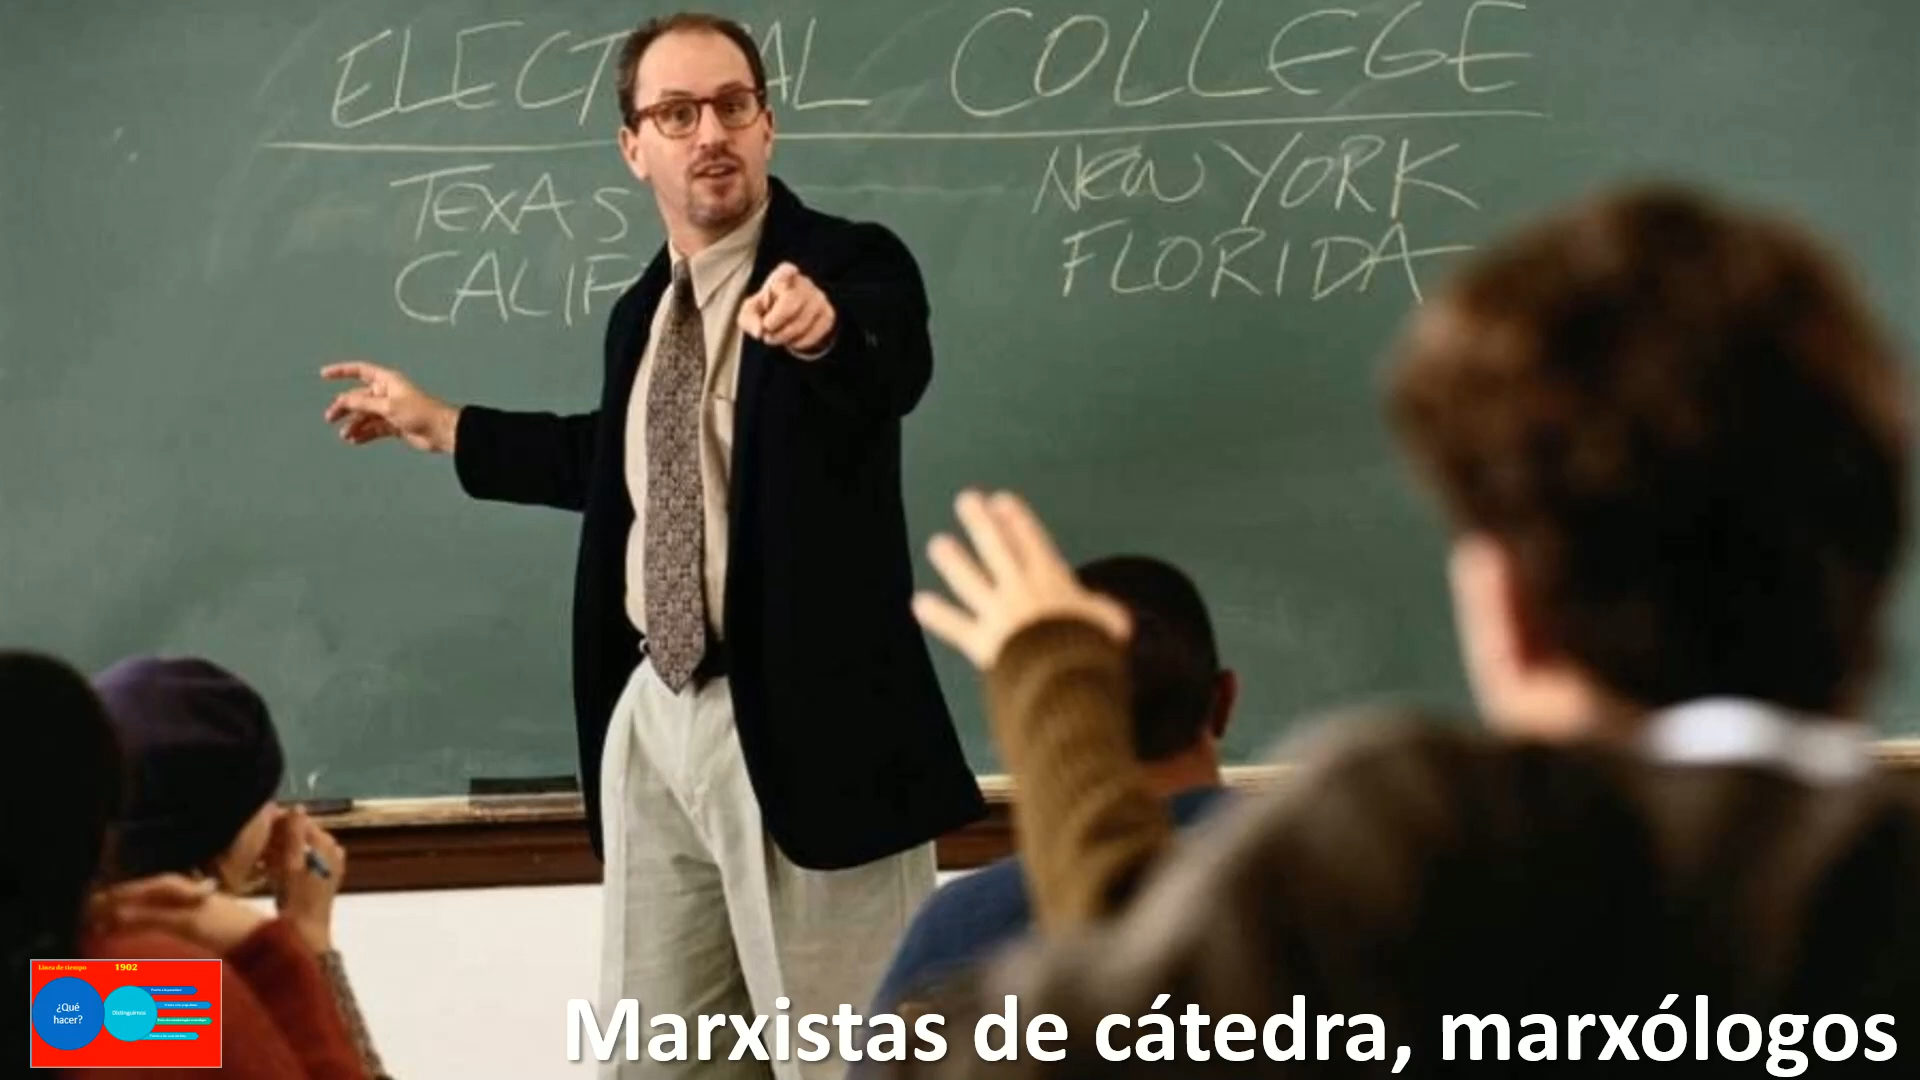 ELECT AL COLLEGE
TEXAS NEW YORK
CALIF FLORIDA
Línea de tiempo 1902
¿Qué
hacer?
Distinguimos
Marxistas de cátedra, marxólogos